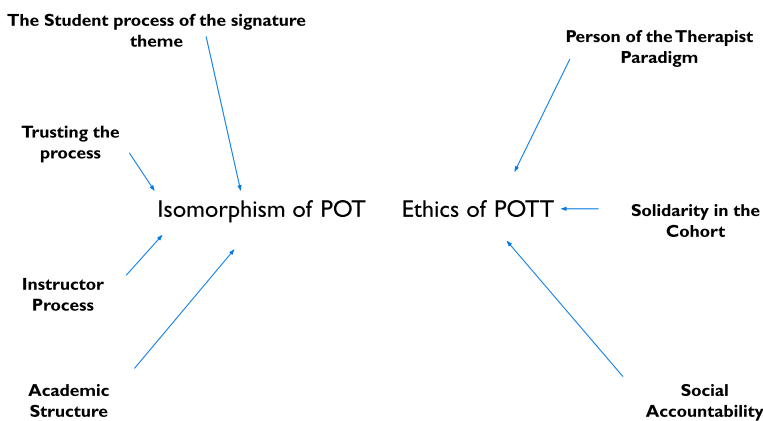 The Student process of the signature
theme
Person of the Therapist
Paradigm
Trusting the
process
Isomorphism of POT
Ethics of POTT
Solidarity in the
Cohort
Instructor
Process
Academic
Structure
Social
Accountability